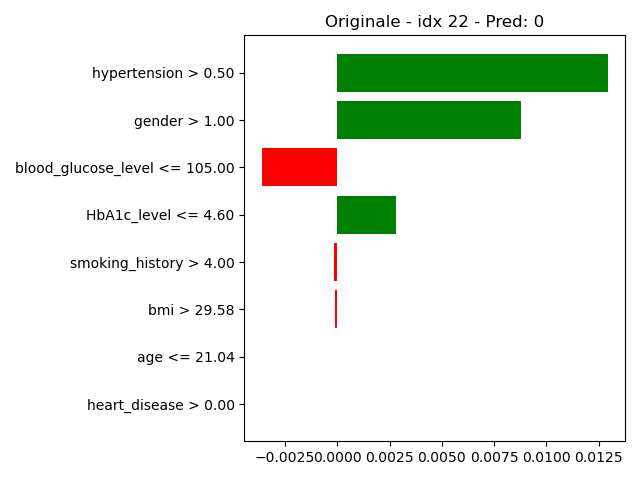 Originale - idx 22 - Pred: 0
hypertension > 0.50
gender > 1.00
blood_glucose_level <= 105.00
HbA1c_level <= 4.60
smoking_history > 4.00
bmi > 29.58
age <= 21.04
heart_disease > 0.00
−0.0025 0.0000 0.0025 0.0050 0.0075 0.0100 0.0125